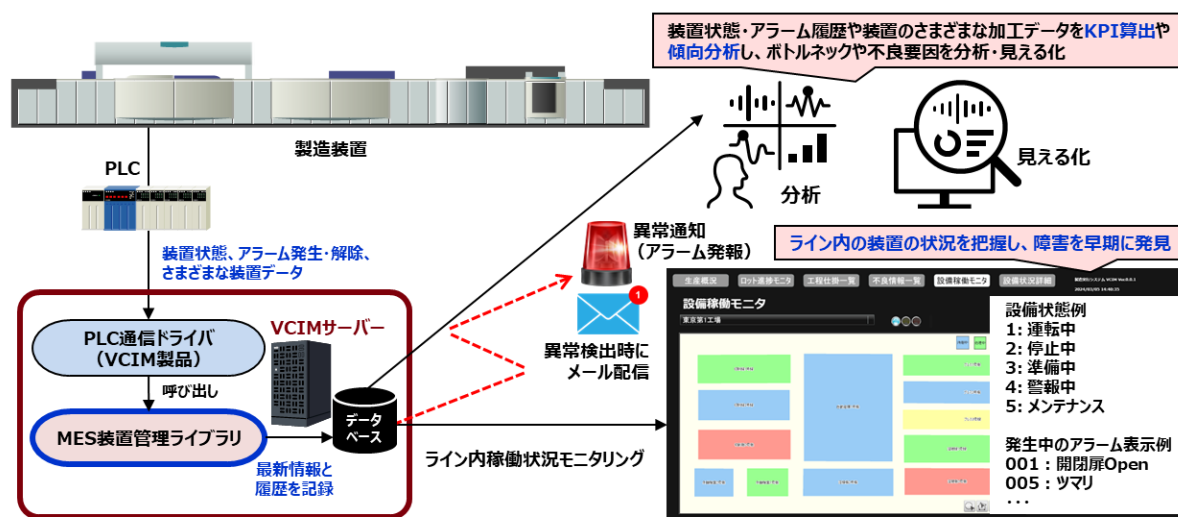 装置状態・アラーム履歴や装置のさまざまな加工データをKPI算出や
傾向分析し、ボトルネックや不良要因を分析・見える化
製造装置
PLC
分析
見える化
装置状態、アラーム発生・解除、
さまざまな装置データ
異常通知
（アラーム発報）
1
異常検出時に
メール配信
ライン内の装置の状況を把握し、障害を早期に発見
VCIMサーバー
PLC通信ドライバ
（VCIM製品）
呼び出し
MES装置管理ライブラリ
最新情報と
履歴を記録
データ
ベース
ライン内稼働状況モニタリング
生産概況
ロット進捗モニタ
工程仕掛一覧
不良情報一覧
設備稼働モニタ
設備状況詳細
設備稼働モニタ
東京第1工場
設備状態例
1: 運転中
2: 停止中
3: 準備中
4: 警報中
5: メンテナンス
発生中のアラーム表示例
001：開閉扉Open
005：ツマリ
・・・